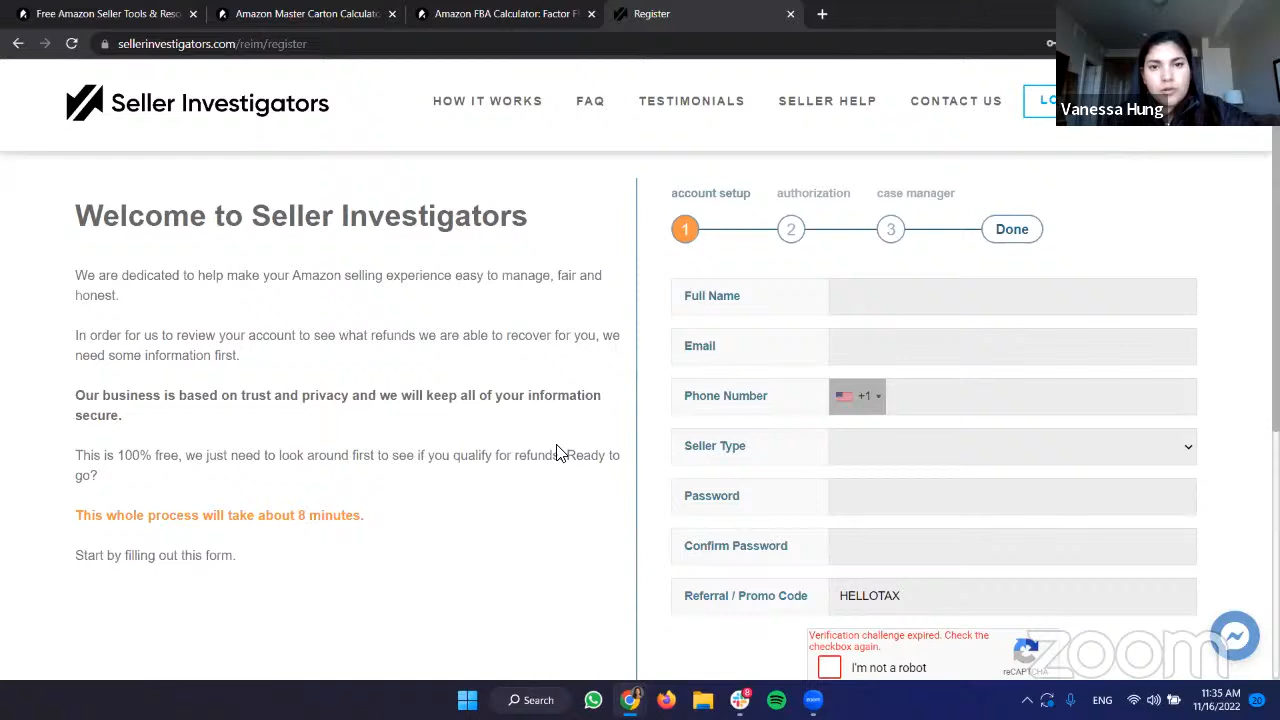 Free Amazon Seller Tools & Reso
Amazon Master Carton Calculato
Amazon FBA Calculator: Factor F
Register
sellerinvestigators.com/reim/register
Vanessa Hung
Seller Investigators
HOW IT WORKS
FAQ
TESTIMONIALS
SELLER HELP
CONTACT US
LO
Welcome to Seller Investigators
We are dedicated to help make your Amazon selling experience easy to manage, fair and
honest.
In order for us to review your account to see what refunds we are able to recover for you, we
need some information first.
Our business is based on trust and privacy and we will keep all of your information
secure.
This is 100% free, we just need to look around first to see if you qualify for refunds. Ready to
go?
This whole process will take about 8 minutes.
Start by filling out this form.
account setup
authorization
case manager
1
2
3
Done
Full Name
Email
Phone Number
+1
Seller Type
Password
Confirm Password
Referral / Promo Code
HELLOTAX
Verification challenge expired. Check the
checkbox again.
I'm not a robot
reCAPTCHA
zoom
Search
8
zoom
ENG
11:35 AM
11/16/2022
20